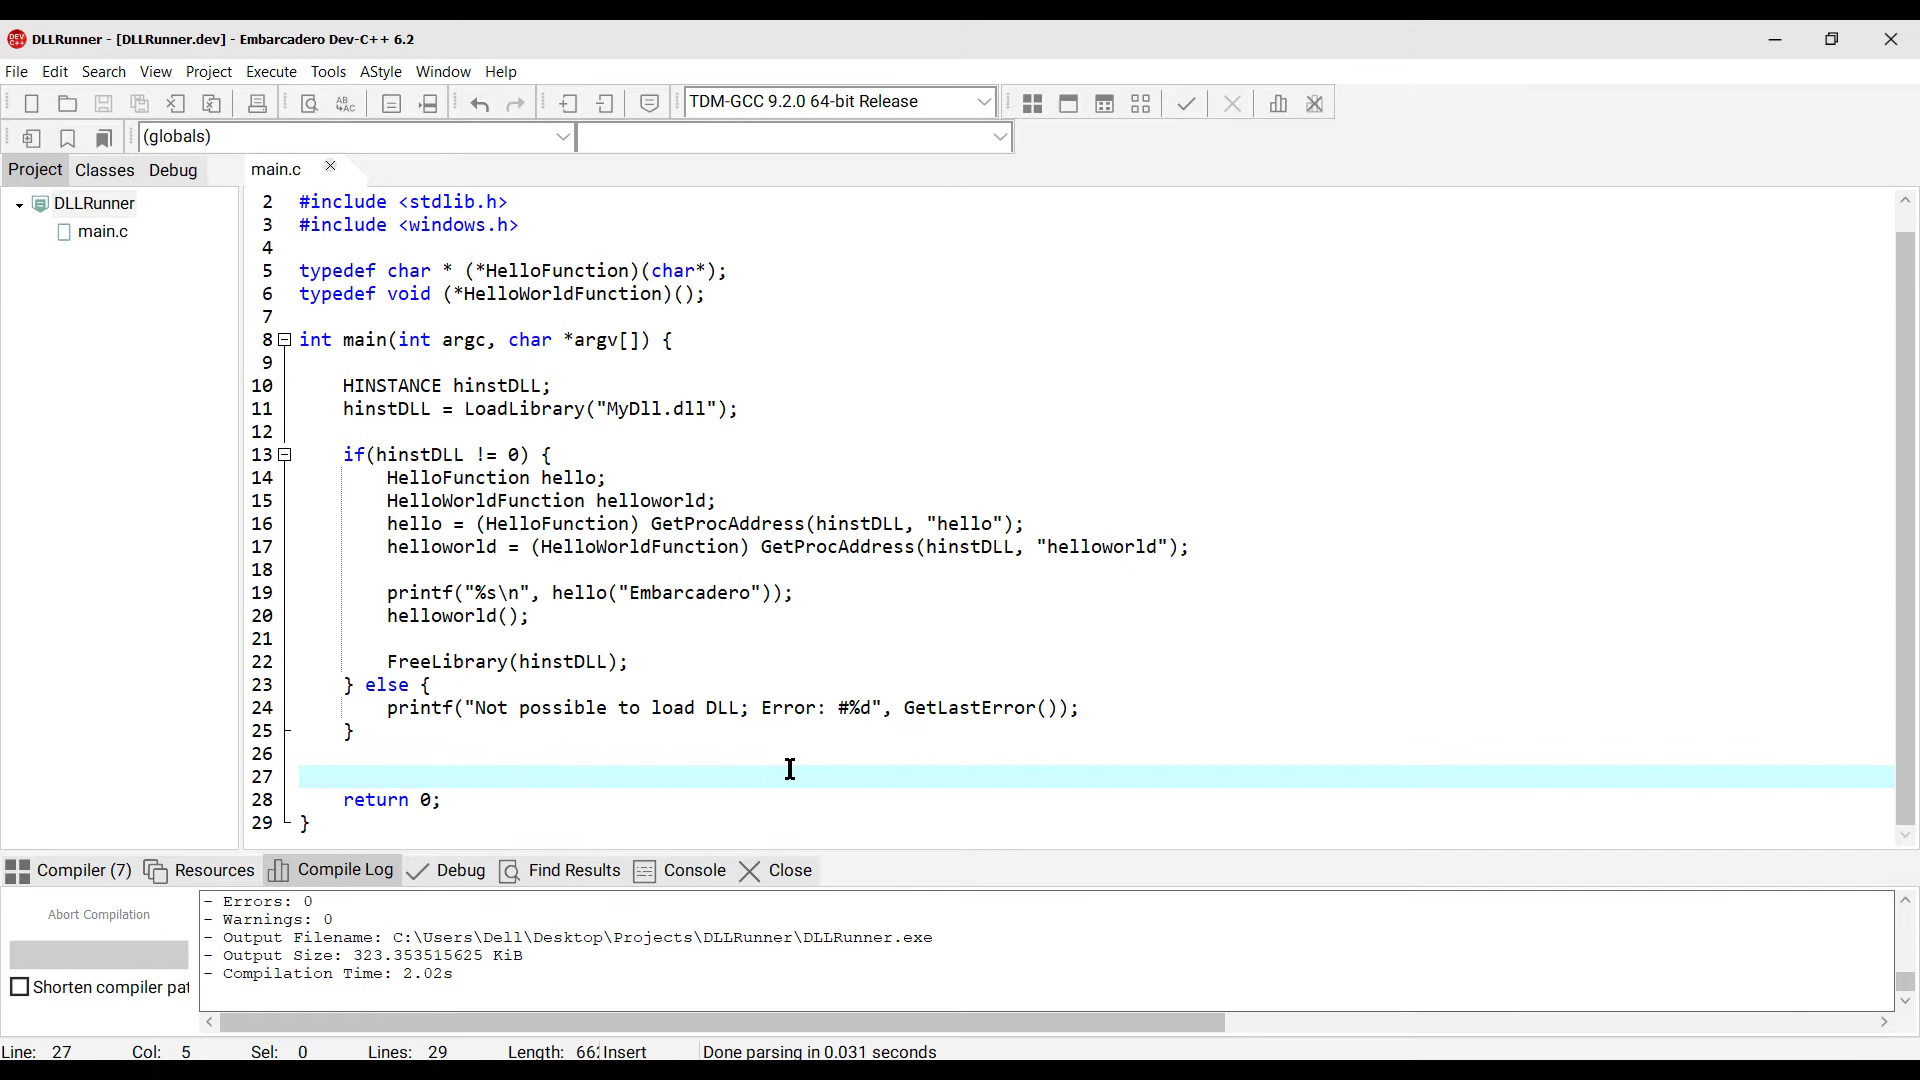 DLLRunner - [DLLRunner.dev] - Embarcadero Dev-C++ 6.2
File Edit Search View Project Execute Tools AStyle Window Help
TDM-GCC 9.2.0 64-bit Release
(globals)
Project Classes Debug
main.c
DLLRunner
main.c
2 #include <stdlib.h>
3 #include <windows.h>
4
5 typedef char * (*HelloFunction)(char*);
6 typedef void (*HelloWorldFunction)();
7
8 int main(int argc, char *argv[]) {
9
10 HINSTANCE hinstDLL;
11 hinstDLL = LoadLibrary("MyDll.dll");
12
13 if(hinstDLL != 0) {
14 HelloFunction hello;
15 HelloWorldFunction helloworld;
16 hello = (HelloFunction) GetProcAddress(hinstDLL, "hello");
17 helloworld = (HelloWorldFunction) GetProcAddress(hinstDLL, "helloworld");
18
19 printf("%s\n", hello("Embarcadero"));
20 helloworld();
21
22 FreeLibrary(hinstDLL);
23 } else {
24 printf("Not possible to load DLL; Error: #%d", GetLastError());
25 }
26
27
28 return 0;
29 }
Compiler (7) Resources Compile Log Debug Find Results Console Close
Abort Compilation
Shorten compiler pat
- Errors: 0
- Warnings: 0
- Output Filename: C:\Users\Dell\Desktop\Projects\DLLRunner\DLLRunner.exe
- Output Size: 323.353515625 KiB
- Compilation Time: 2.02s
Line: 27 Col: 5 Sel: 0 Lines: 29 Length: Insert Done parsing in 0.031 seconds